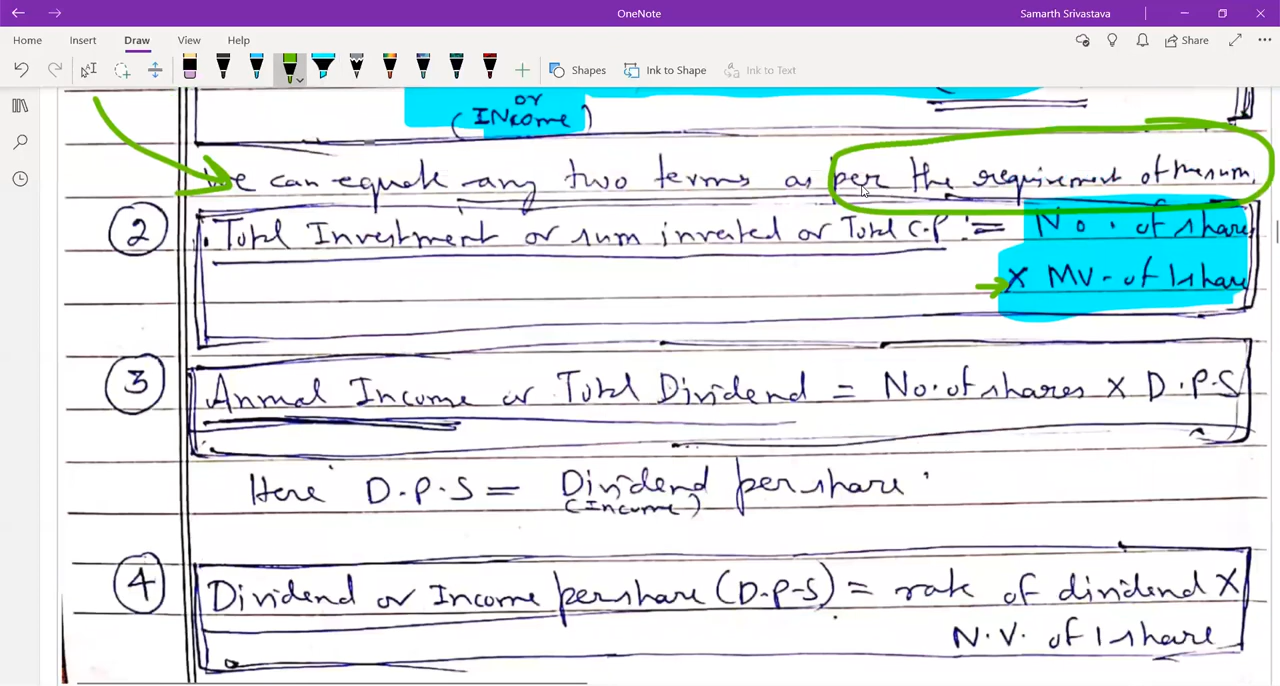 OneNote
Samarth Srivastava
Home Insert Draw View Help
Share
Shapes Ink to Shape Ink to Text
or
(INcome)
We can equate any two terms as per the requirement of the sum.
2 Total Investment or sum invested or Total C.P := No. of shares
X MV. of 1 share
3 Annual Income or Total Dividend = No. of shares X D.P.S
Here D.P.S = Dividend per share
(Income)
4 Dividend or Income per share (D.P.S) = rate of dividend X
N.V. of 1 share